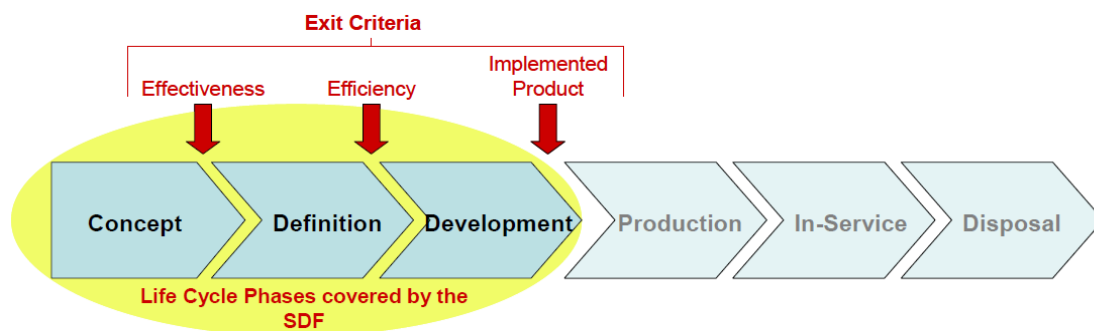 Exit Criteria
Effectiveness
Efficiency
Implemented
Product
Concept
Definition
Development
Production
In-Service
Disposal
Life Cycle Phases covered by the
SDF